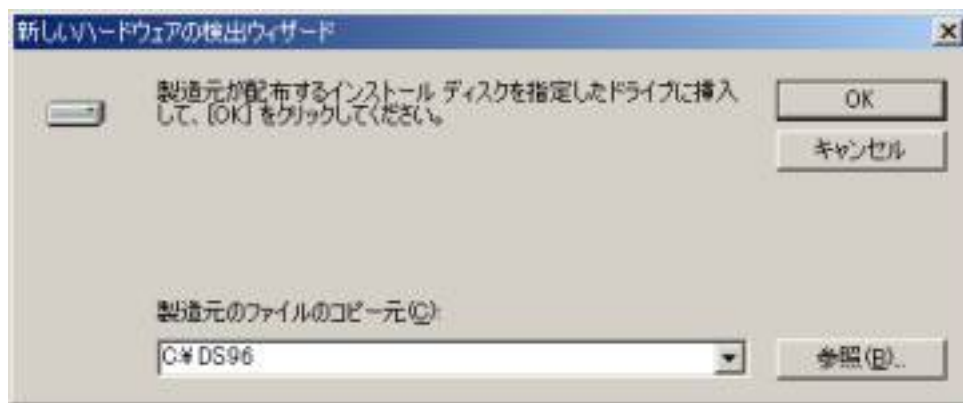 新しいハードウェアの検出ウィザード
製造元が配布するインストール ディスクを指定したドライブに挿入
して、[OK] をクリックしてください。
OK
キャンセル
製造元のファイルのコピー元(C):
C:¥DS96
参照(B)...